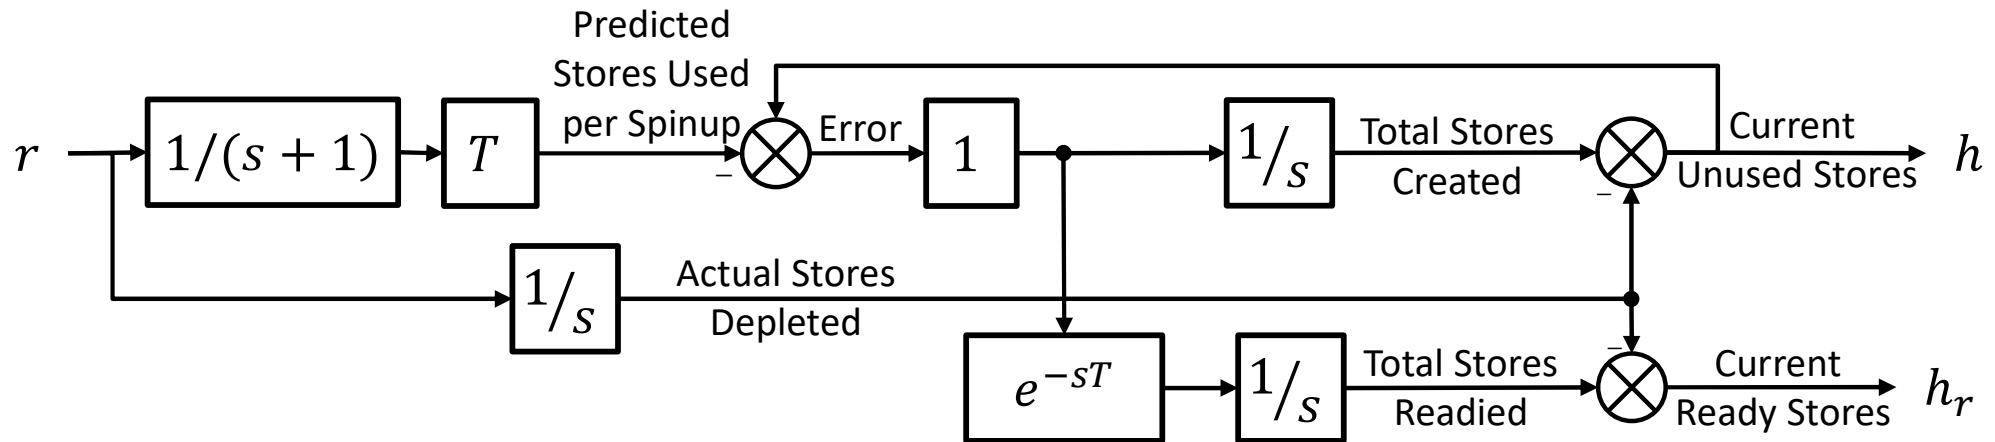 Predicted
Stores Used
per Spinup
r
1/(s + 1)
T
−
Error
1
1/s
Total Stores
Created
−
Current
Unused Stores
h
1/s
Actual Stores
Depleted
e^{−sT}
1/s
Total Stores
Readied
−
Current
Ready Stores
h_r